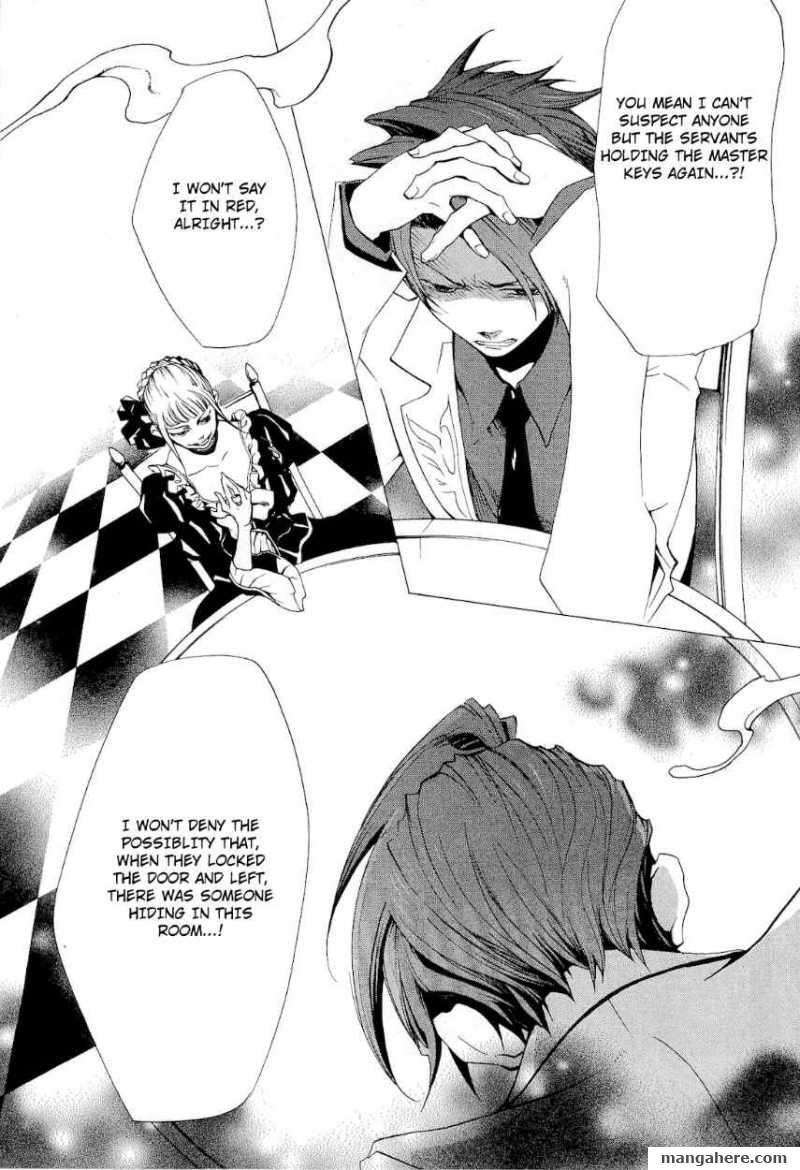 YOU MEAN I CAN'T
SUSPECT ANYONE
BUT THE SERVANTS
HOLDING THE MASTER
KEYS AGAIN...?!
I WON'T SAY
IT IN RED,
ALRIGHT...?
I WON'T DENY THE
POSSIBLITY THAT,
WHEN THEY LOCKED
THE DOOR AND LEFT,
THERE WAS SOMEONE
HIDING IN THIS
ROOM...!
mangahere.com